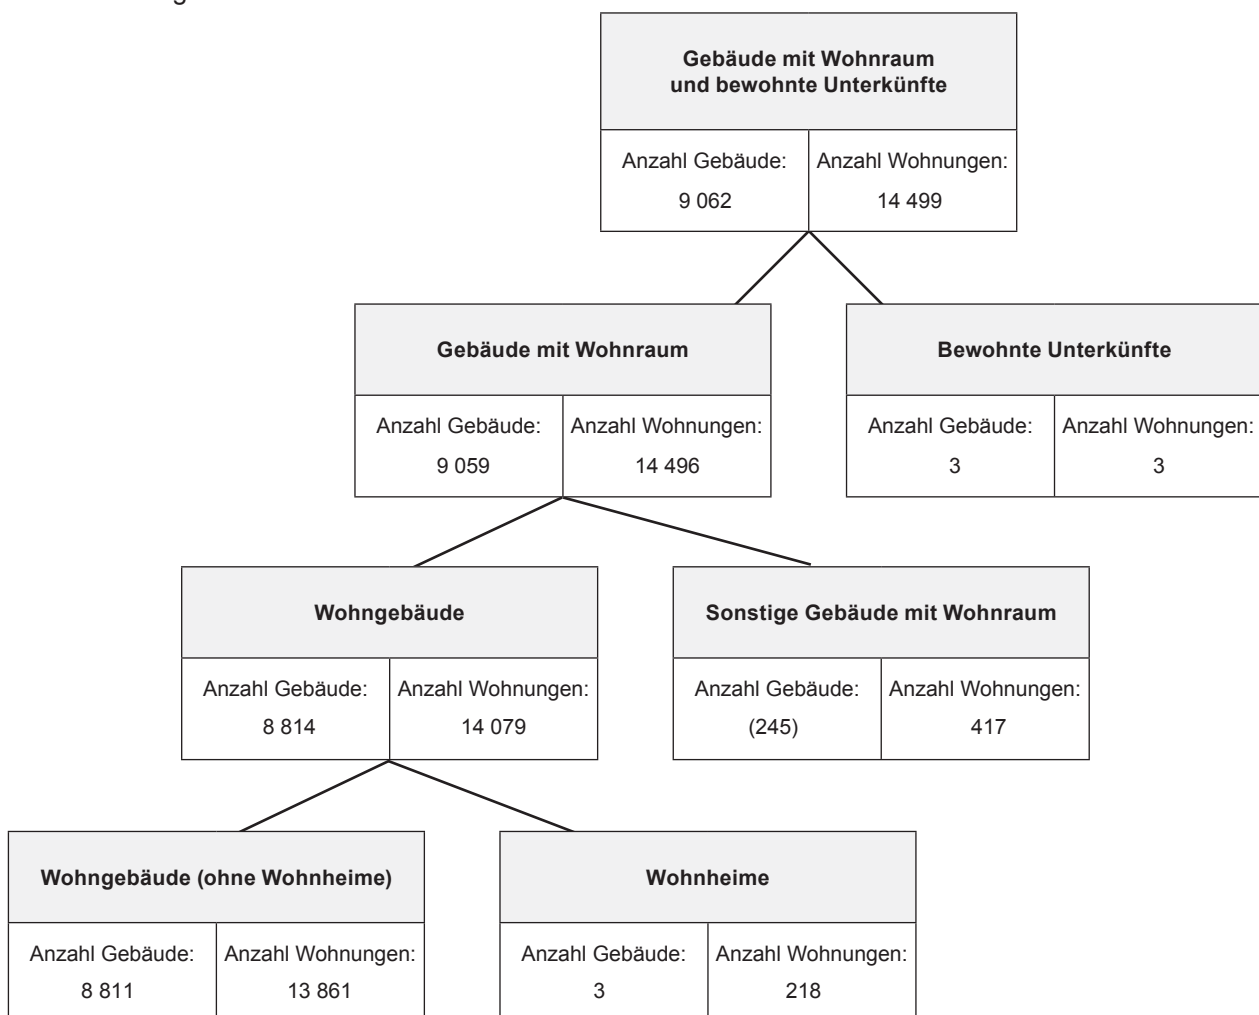 Gebäude mit Wohnraum
und bewohnte Unterkünfte
Anzahl Gebäude: Anzahl Wohnungen:
9 062 14 499
Gebäude mit Wohnraum Bewohnte Unterkünfte
Anzahl Gebäude: Anzahl Wohnungen: Anzahl Gebäude: Anzahl Wohnungen:
9 059 14 496 3 3
Wohngebäude Sonstige Gebäude mit Wohnraum
Anzahl Gebäude: Anzahl Wohnungen: Anzahl Gebäude: Anzahl Wohnungen:
8 814 14 079 (245) 417
Wohngebäude (ohne Wohnheime) Wohnheime
Anzahl Gebäude: Anzahl Wohnungen: Anzahl Gebäude: Anzahl Wohnungen:
8 811 13 861 3 218